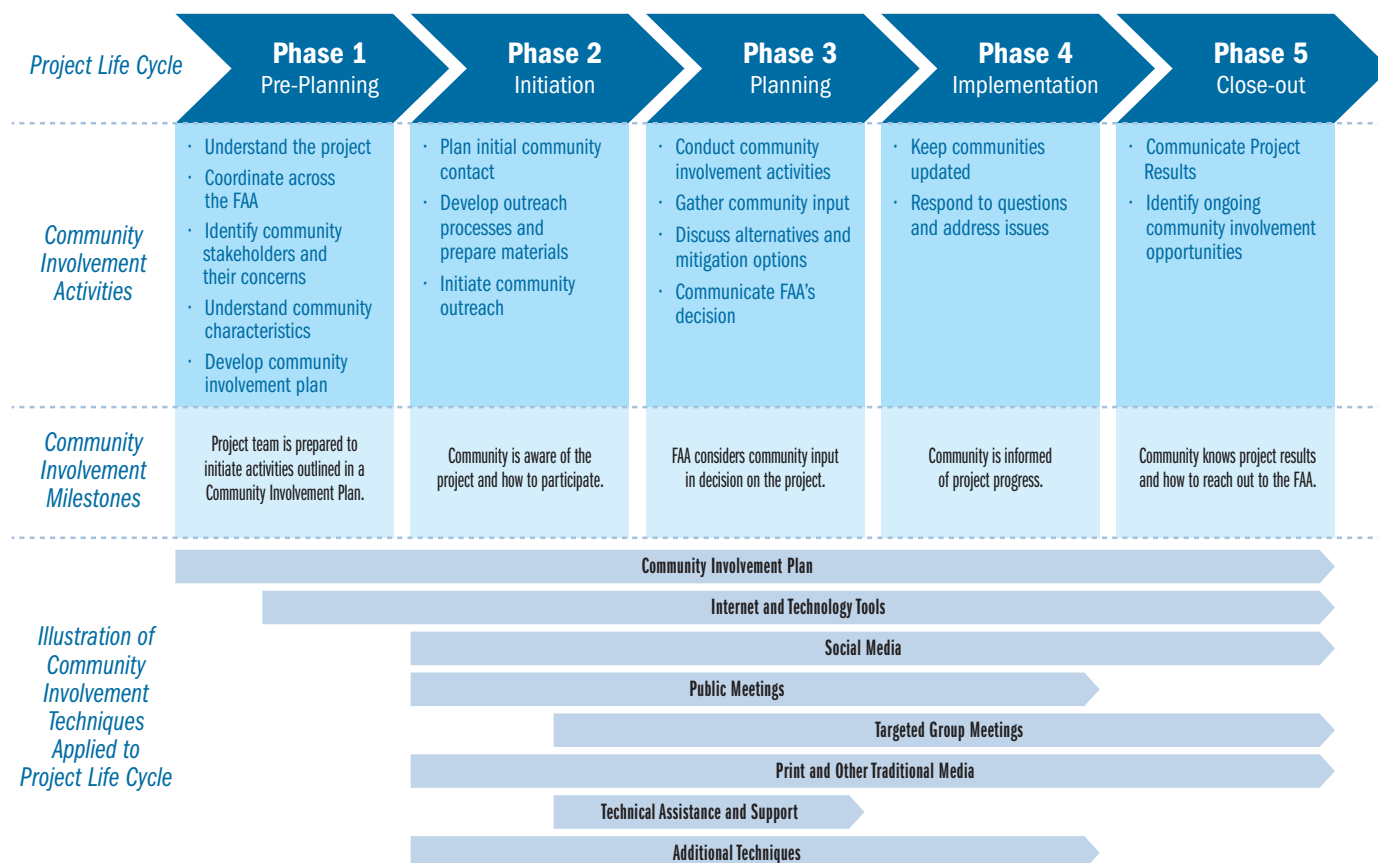 Project Life Cycle
Phase 1
Pre-Planning
Phase 2
Initiation
Phase 3
Planning
Phase 4
Implementation
Phase 5
Close-out
Community
Involvement
Activities
· Understand the project
· Coordinate across
the FAA
· Identify community
stakeholders and
their concerns
· Understand community
characteristics
· Develop community
involvement plan
· Plan initial community
contact
· Develop outreach
processes and
prepare materials
· Initiate community
outreach
· Conduct community
involvement activities
· Gather community input
· Discuss alternatives and
mitigation options
· Communicate FAA's
decision
· Keep communities
updated
· Respond to questions
and address issues
· Communicate Project
Results
· Identify ongoing
community involvement
opportunities
Community
Involvement
Milestones
Project team is prepared to
initiate activities outlined in a
Community Involvement Plan.
Community is aware of the
project and how to participate.
FAA considers community input
in decision on the project.
Community is informed
of project progress.
Community knows project results
and how to reach out to the FAA.
Illustration of
Community
Involvement
Techniques
Applied to
Project Life Cycle
Community Involvement Plan
Internet and Technology Tools
Social Media
Public Meetings
Targeted Group Meetings
Print and Other Traditional Media
Technical Assistance and Support
Additional Techniques